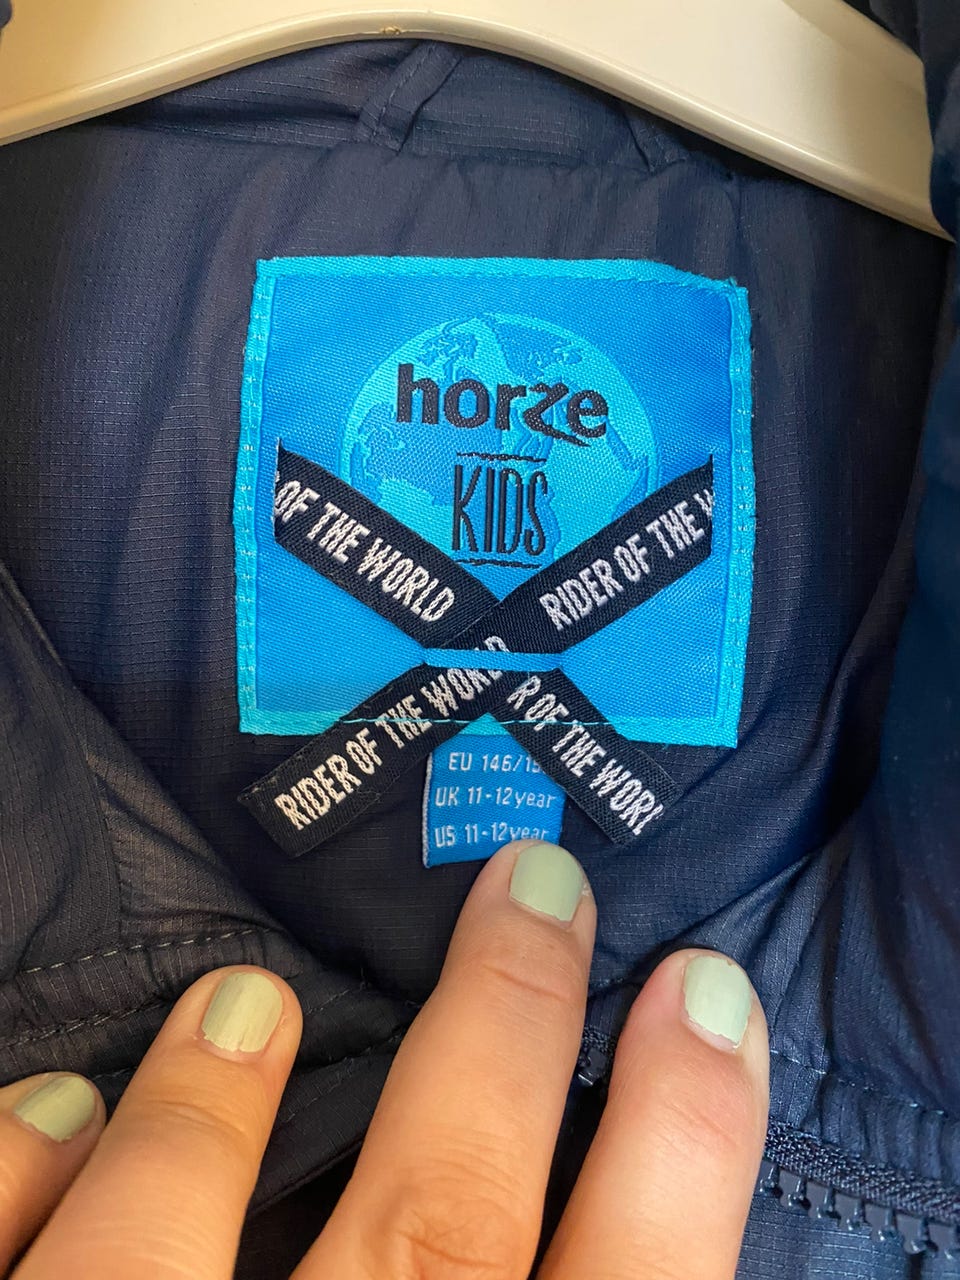 horze
KIDS
OF THE WORLD
RIDER OF THE
RIDER OF THE WORLD
OF THE WORL
EU 146/15
UK 11-12year
US 11-12year